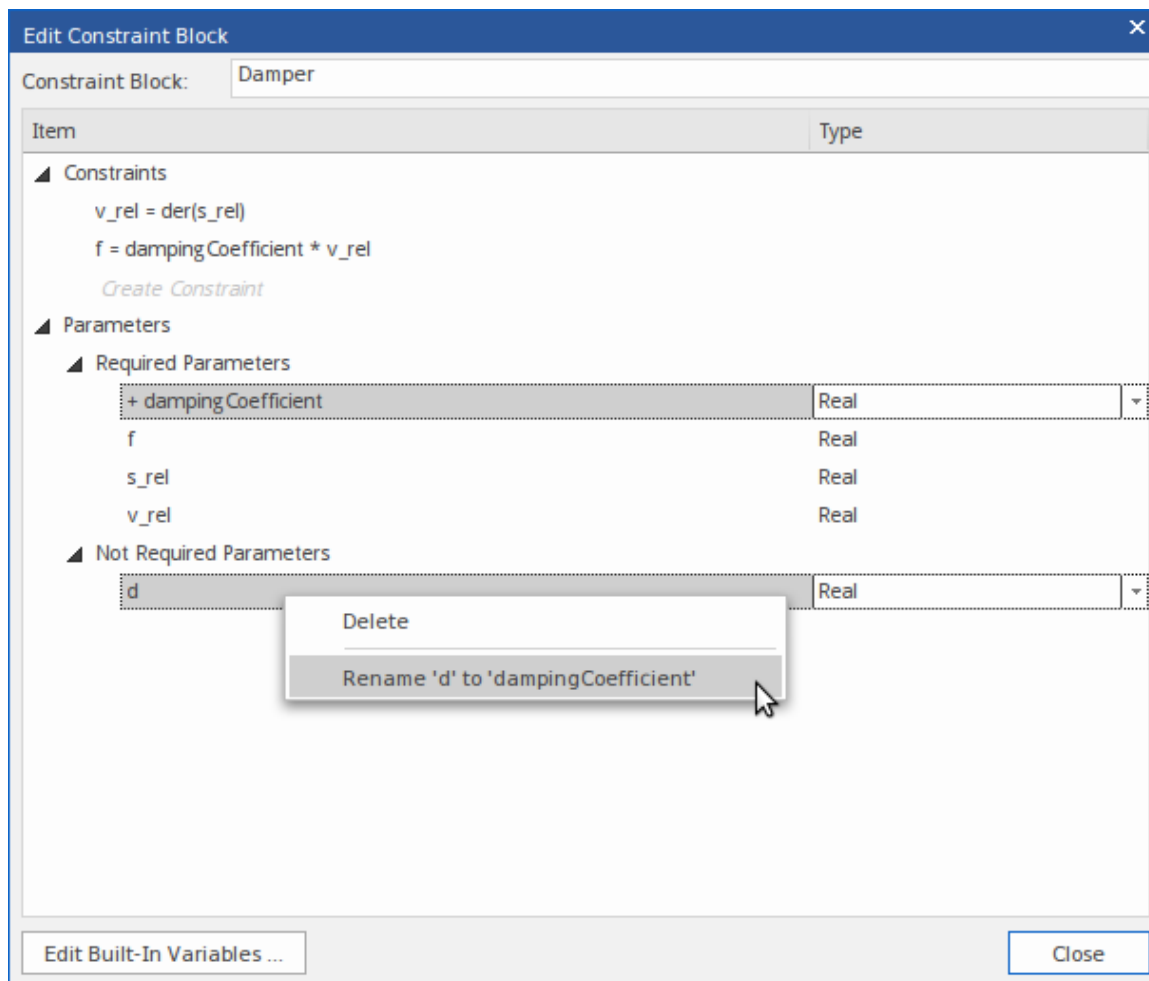 Edit Constraint Block
Constraint Block: Damper
Item Type
Constraints
v_rel = der(s_rel)
f = dampingCoefficient * v_rel
Create Constraint
Parameters
Required Parameters
+ dampingCoefficient Real
f Real
s_rel Real
v_rel Real
Not Required Parameters
d Real
Delete
Rename 'd' to 'dampingCoefficient'
Edit Built-In Variables ... Close